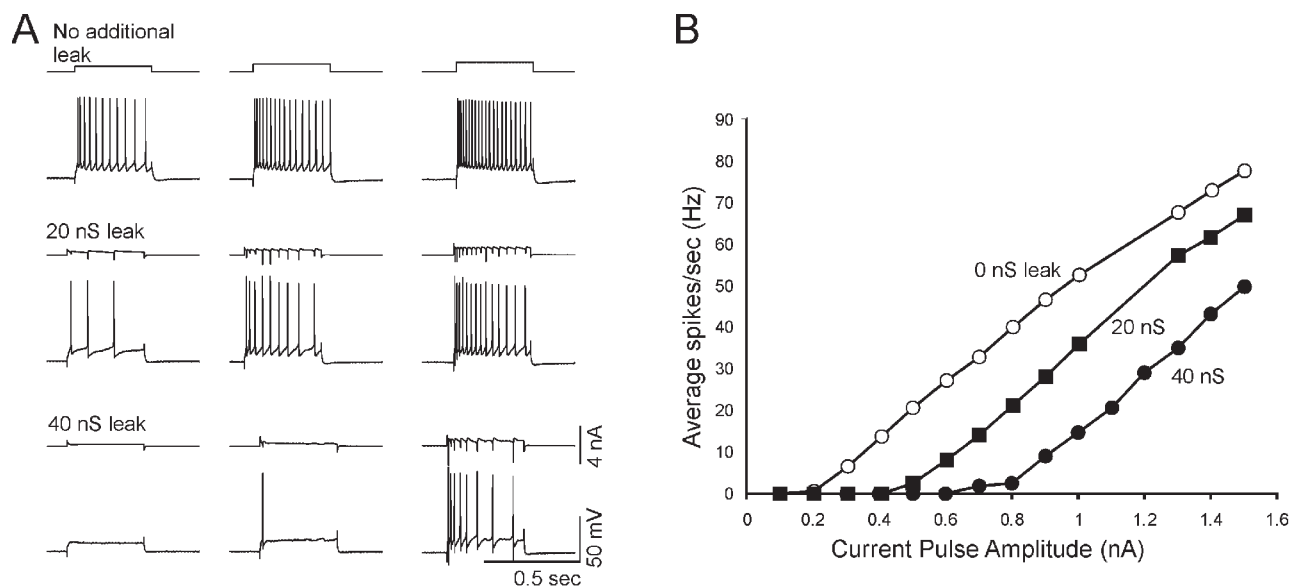 A
No additional
leak
20 nS leak
40 nS leak
4 nA
50 mV
0.5 sec
B
Average spikes/sec (Hz)
90
80
70
60
50
40
30
20
10
0
0 nS leak
20 nS
40 nS
0
0.2
0.4
0.6
0.8
1
1.2
1.4
1.6
Current Pulse Amplitude (nA)